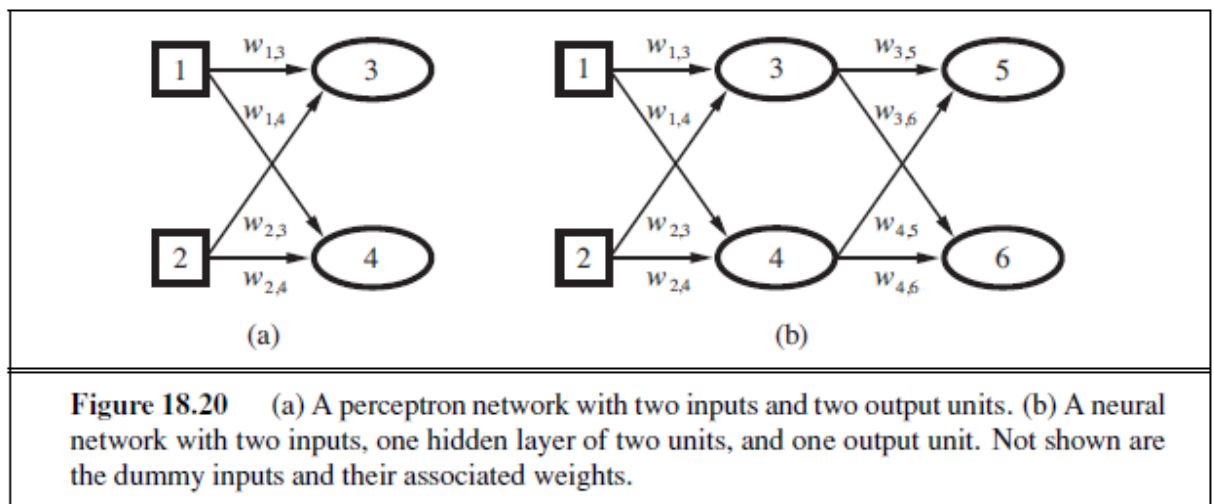 w1,3
1
3
w1,4
w2,3
2
4
w2,4
(a)
w1,3
w3,5
1
3
5
w1,4
w3,6
w2,3
w4,5
2
4
6
w2,4
w4,6
(b)
Figure 18.20 (a) A perceptron network with two inputs and two output units. (b) A neural
network with two inputs, one hidden layer of two units, and one output unit. Not shown are
the dummy inputs and their associated weights.